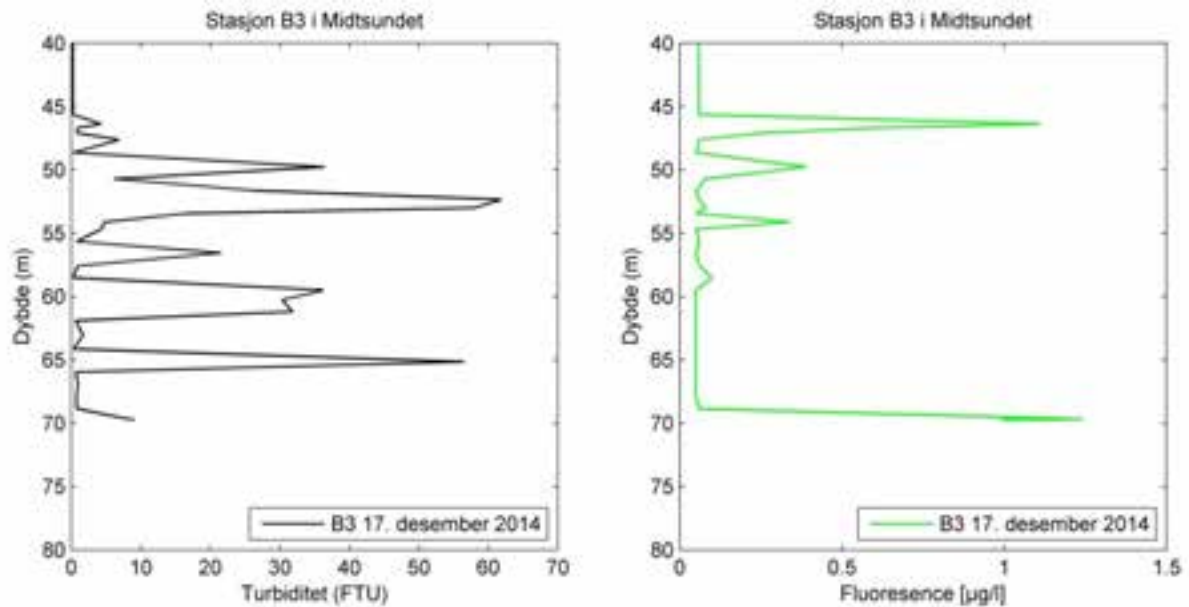 Stasjon B3 i Midtsundet
40
45
50
55
60
65
70
75
80
Dybde (m)
0 10 20 30 40 50 60 70
Turbiditet (FTU)
B3 17. desember 2014
Stasjon B3 i Midtsundet
40
45
50
55
60
65
70
75
80
Dybde (m)
0 0.5 1 1.5
Fluoresence [µg/l]
B3 17. desember 2014